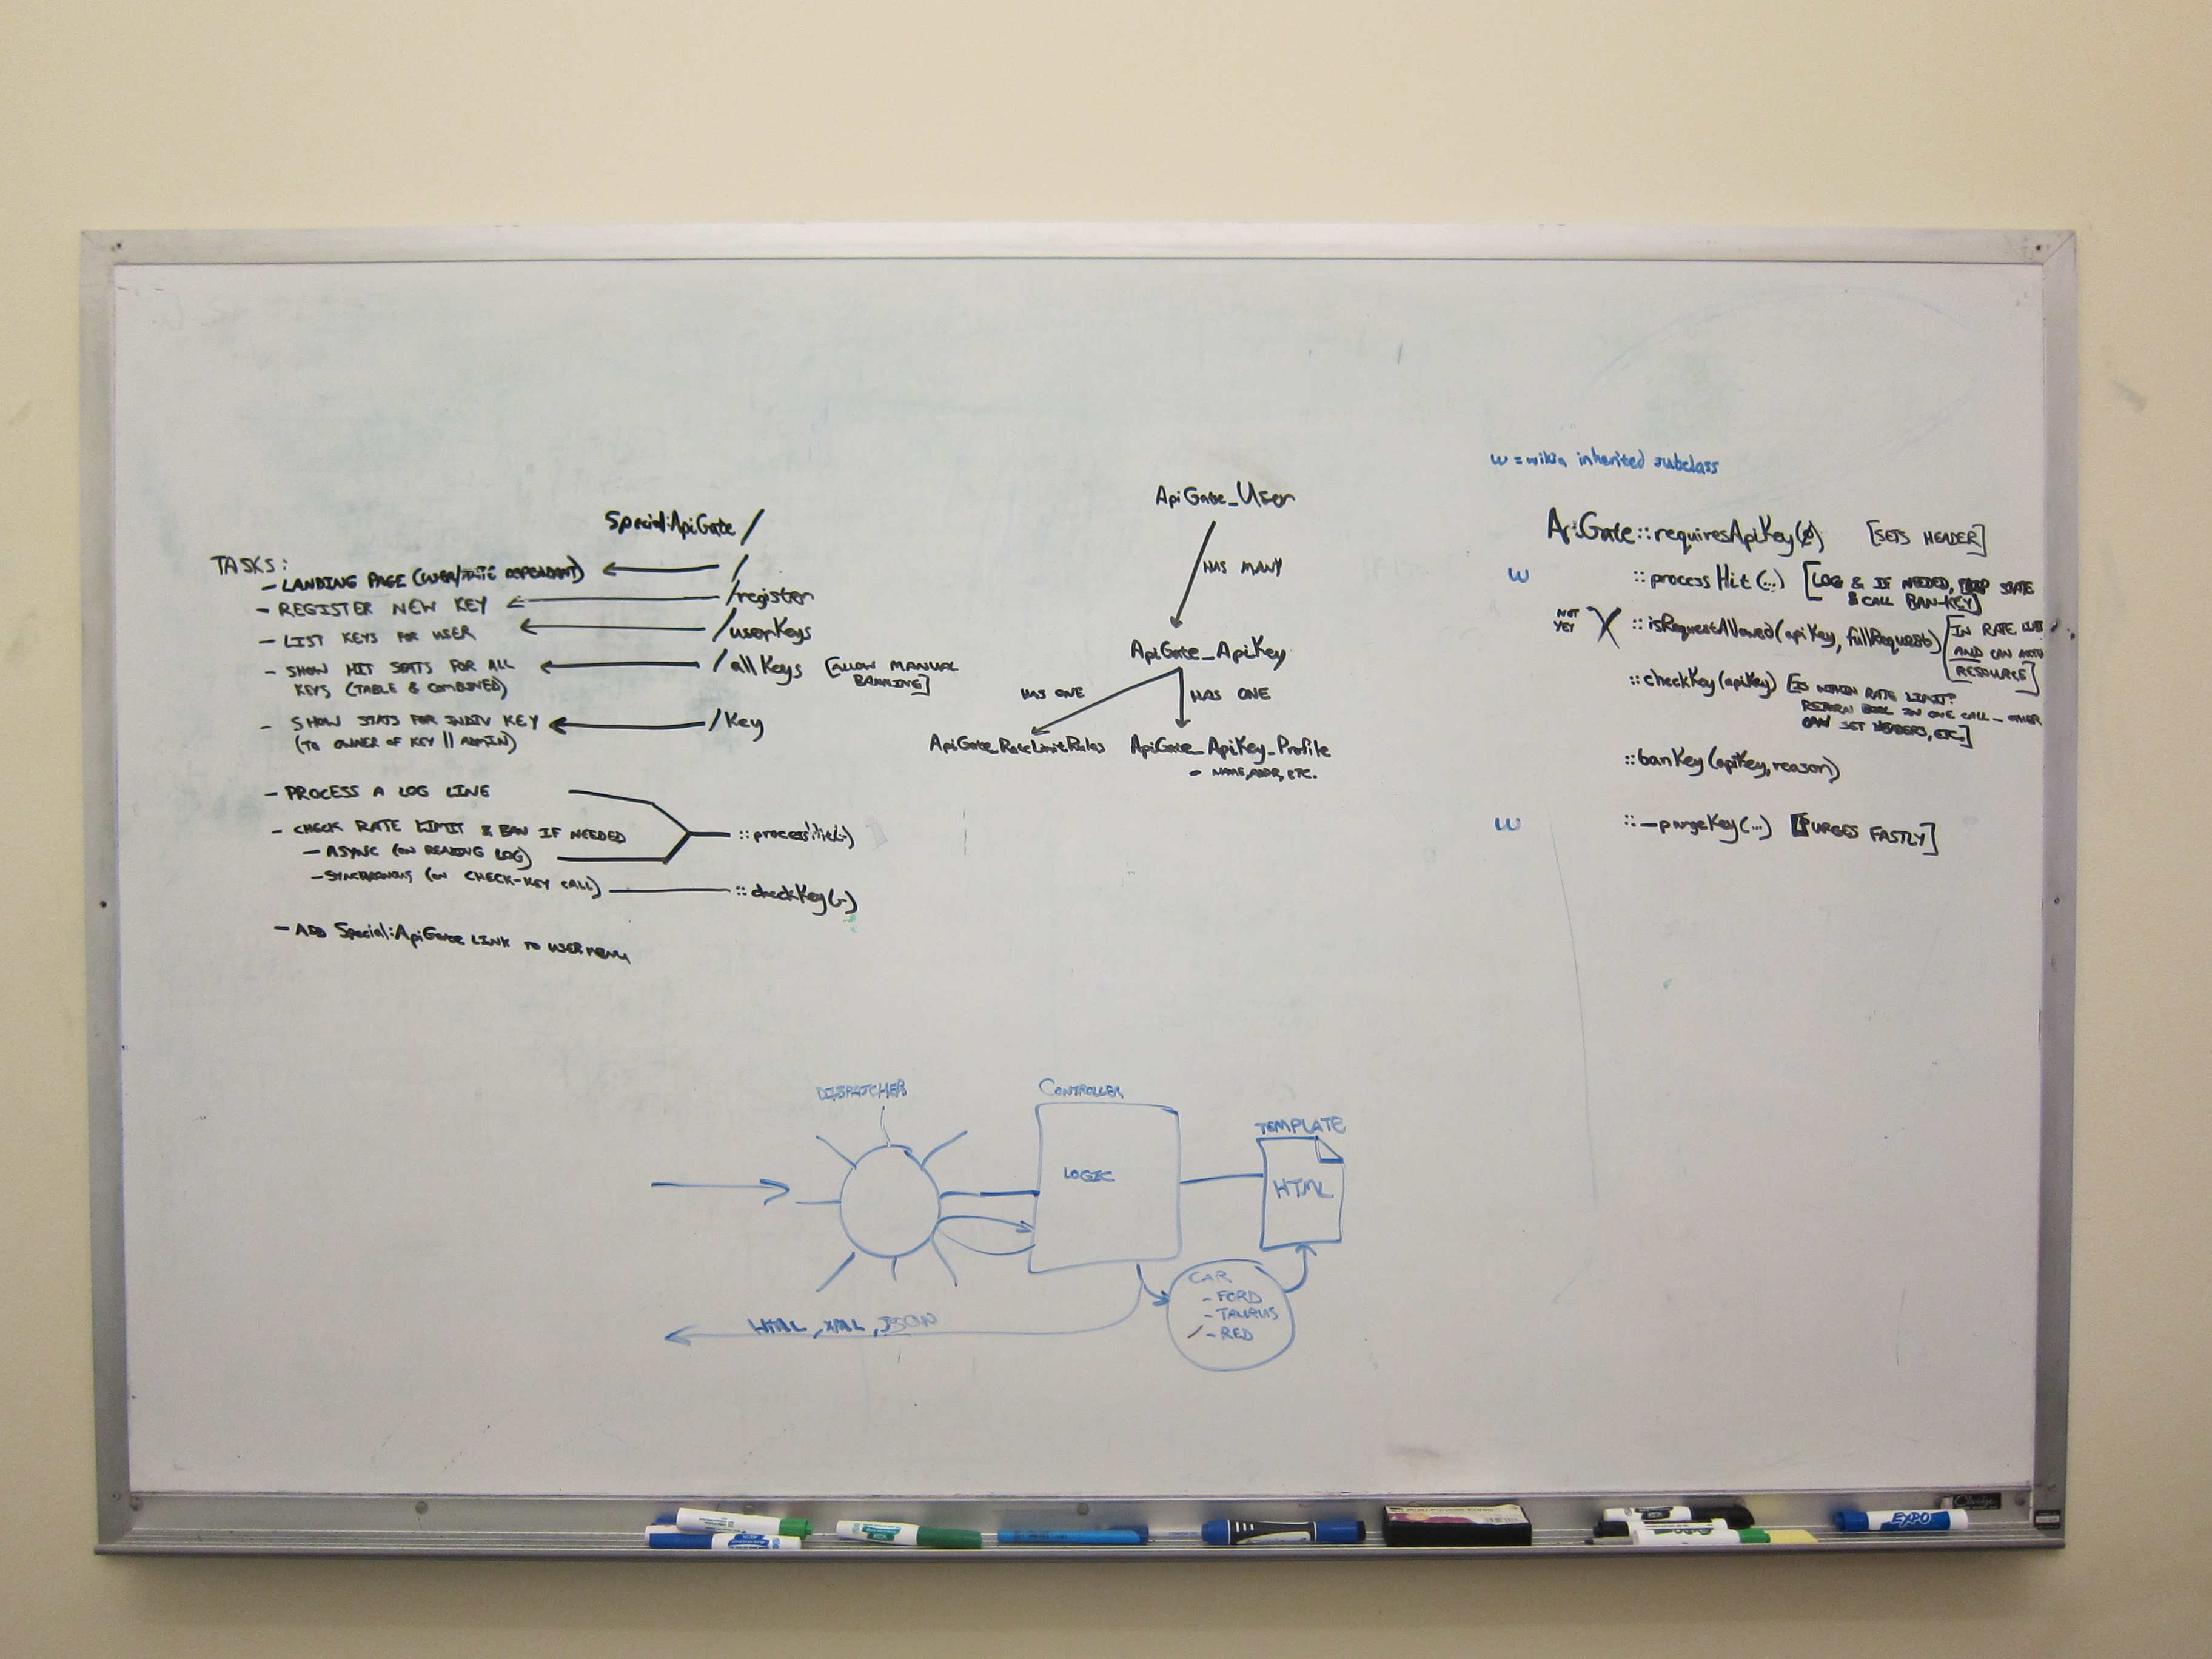 Special:ApiGate/
TASKS:
- LANDING PAGE (USER/STATE DEPENDANT) /
- REGISTER NEW KEY /register
- LIST KEYS FOR USER /userKeys
- SHOW HIT STATS FOR ALL /allKeys [ALLOW MANUAL
KEYS (TABLE & COMBINED) BANNING]
- SHOW STATS FOR INDIV KEY /Key
(TO OWNER OF KEY || ADMIN)
- PROCESS A LOG LINE
- CHECK RATE LIMIT & BAN IF NEEDED ::processHit(..)
- ASYNC (ON READING LOG)
- SYNCHRONOUS (ON CHECK-KEY CALL) ::checkKey(..)
- ADD Special:ApiGate LINK TO USER MENU
ApiGate_User
HAS MANY
ApiGate_ApiKey
HAS ONE HAS ONE
ApiGate_RateLimitRules ApiGate_ApiKey_Profile
- NAME, ADDR, ETC.
w = wikia inherited subclass
ApiGate::requiresApiKey() [SETS HEADER]
w ::processHit(...) [LOG & IF NEEDED, STATE
& CALL BAN-KEY]
NOT YET X ::isRequestAllowed(apiKey, fullRequest) [IN RATE LIMIT
AND CAN
RESOURCE]
::checkKey(apiKey) [IS WITHIN RATE LIMIT?
RETURN BOOL IN ONE CALL - OTHER
CAN SET HEADERS, ETC.]
::banKey(apiKey, reason)
w ::_purgeKey(...) [PURGES FASTLY]
DISPATCHER
CONTROLLER
LOGIC
TEMPLATE
HTML
CAR
- FORD
- TAURUS
- RED
HTML, XML, JSON
EXPO